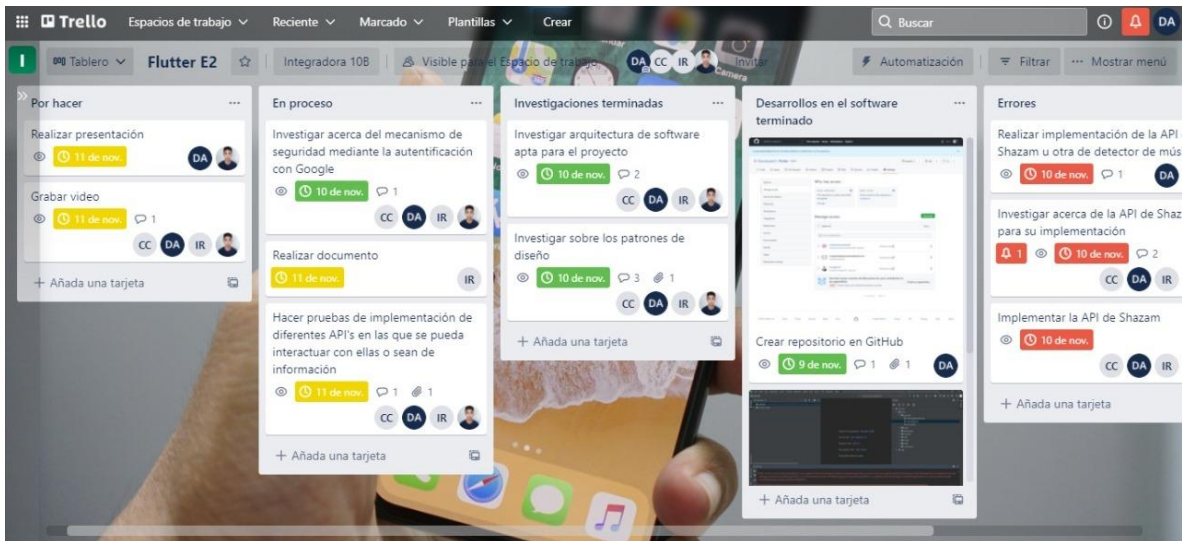 Trello
Espacios de trabajo
Reciente
Marcado
Plantillas
Crear
Buscar
DA
I
Tablero
Flutter E2
Integradora 10B
Visible para el Espacio de trabajo
DA CC IR
Invitar
Automatización
Filtrar
Mostrar menú
Por hacer
Realizar presentación
11 de nov.
DA
Grabar video
11 de nov. 1
CC DA IR
+ Añada una tarjeta
En proceso
Investigar acerca del mecanismo de
seguridad mediante la autentificación
con Google
10 de nov. 1
CC DA IR
Realizar documento
11 de nov.
IR
Hacer pruebas de implementación de
diferentes API's en las que se pueda
interactuar con ellas o sean de
información
11 de nov. 1 1
CC DA IR
+ Añada una tarjeta
Investigaciones terminadas
Investigar arquitectura de software
apta para el proyecto
10 de nov. 2
CC DA IR
Investigar sobre los patrones de
diseño
10 de nov. 3 1
CC DA IR
+ Añada una tarjeta
Desarrollos en el software
terminado
Crear repositorio en GitHub
9 de nov. 1 1
DA
+ Añada una tarjeta
Errores
Realizar implementación de la API
Shazam u otra de detector de mús
10 de nov. 1
DA
Investigar acerca de la API de Shaz
para su implementación
1 10 de nov. 2
CC DA IR
Implementar la API de Shazam
10 de nov.
CC DA IR
+ Añada una tarjeta